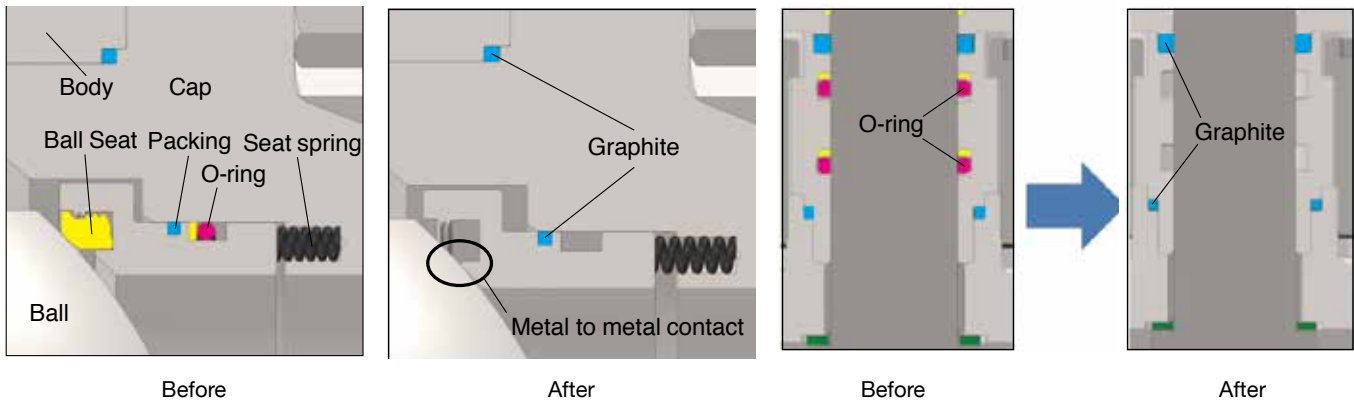 Body
Cap
Ball Seat
Packing
Seat spring
O-ring
Ball
Before
Graphite
Metal to metal contact
After
O-ring
Before
Graphite
After